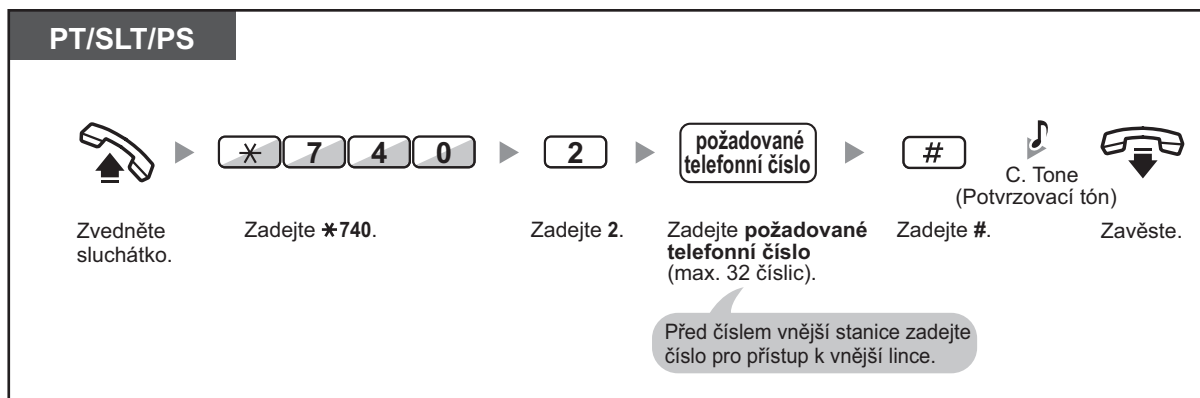 PT/SLT/PS
* 7 4 0
2
požadované
telefonní číslo
#
C. Tone
(Potvrzovací tón)
Zvedněte
sluchátko.
Zadejte *740.
Zadejte 2.
Zadejte požadované
telefonní číslo
(max. 32 číslic).
Zadejte #.
Zavěste.
Před číslem vnější stanice zadejte
číslo pro přístup k vnější lince.